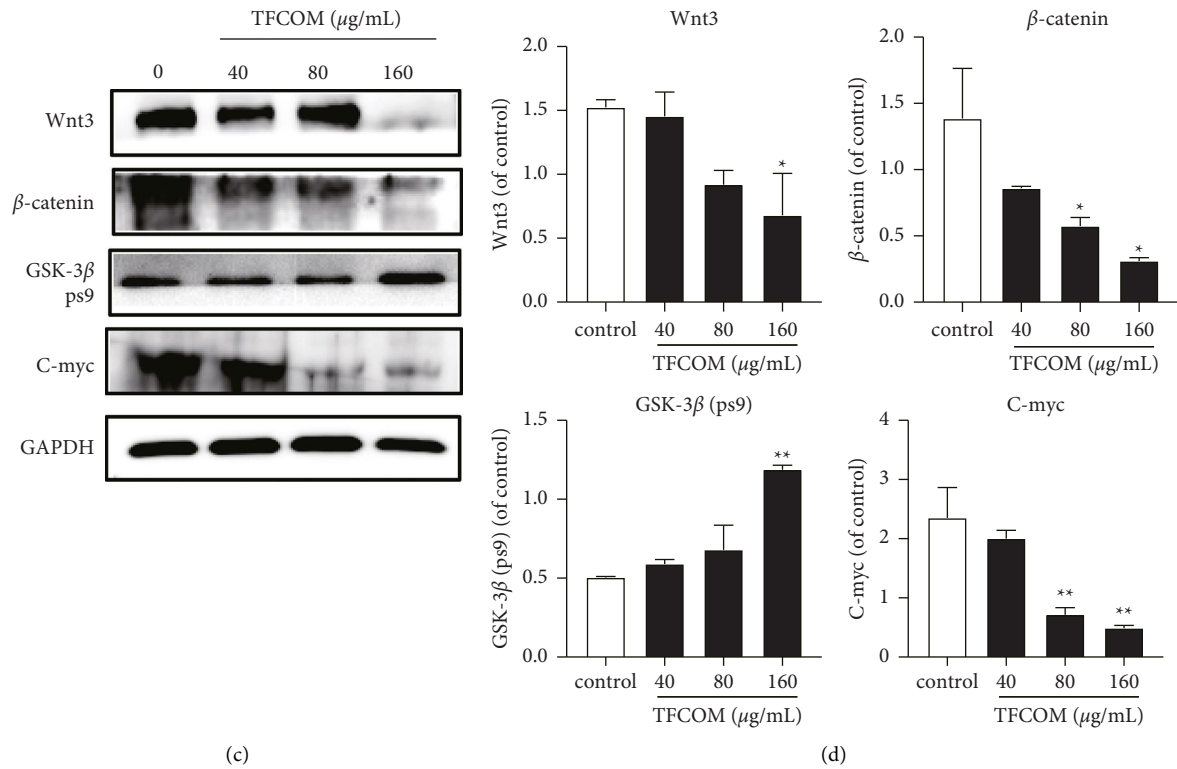 TFCOM (μg/mL)
0 40 80 160
Wnt3
β-catenin
GSK-3β
ps9
C-myc
GAPDH
(c)
Wnt3
Wnt3 (of control)
2.0
1.5
1.0
0.5
0.0
*
control 40 80 160
TFCOM (μg/mL)
β-catenin
β-catenin (of control)
2.0
1.5
1.0
0.5
0.0
*
*
control 40 80 160
TFCOM (μg/mL)
GSK-3β (ps9)
GSK-3β (ps9) (of control)
1.5
1.0
0.5
0.0
**
control 40 80 160
TFCOM (μg/mL)
C-myc
C-myc (of control)
4
3
2
1
0
**
**
control 40 80 160
TFCOM (μg/mL)
(d)